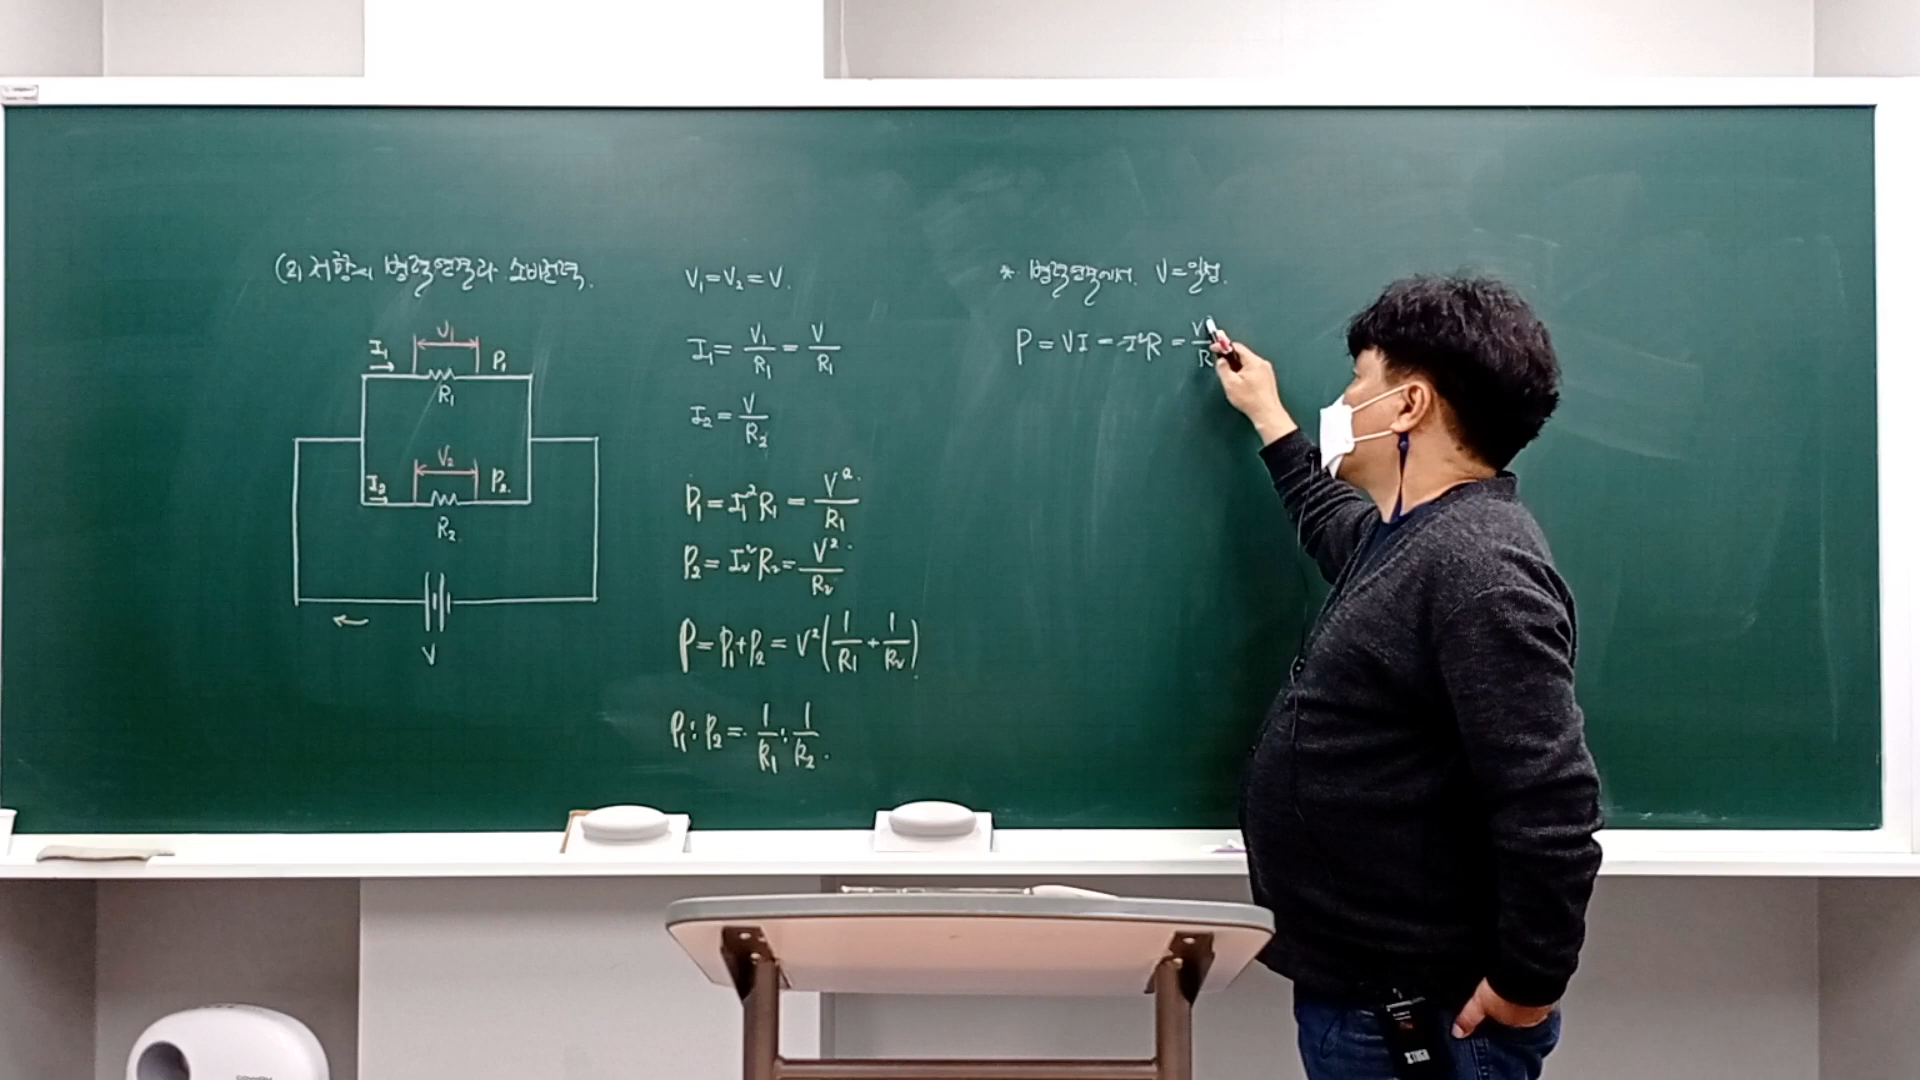 (2) 저항의 병렬연결과 소비전력.
V₁
I₁
P₁
R₁
V₂
I₂
P₂.
R₂
V
V₁=V₂=V.
I₁= V₁/R₁ = V/R₁
I₂= V/R₂
P₁=I₁²R₁ = V²/R₁
P₂=I₂²R₂= V²/R₂
P=P₁+P₂ = V²(1/R₁+1/R₂)
P₁:P₂= 1/R₁:1/R₂.
* 병렬연결에서. V=일정.
P=VI=I²R= V²/R